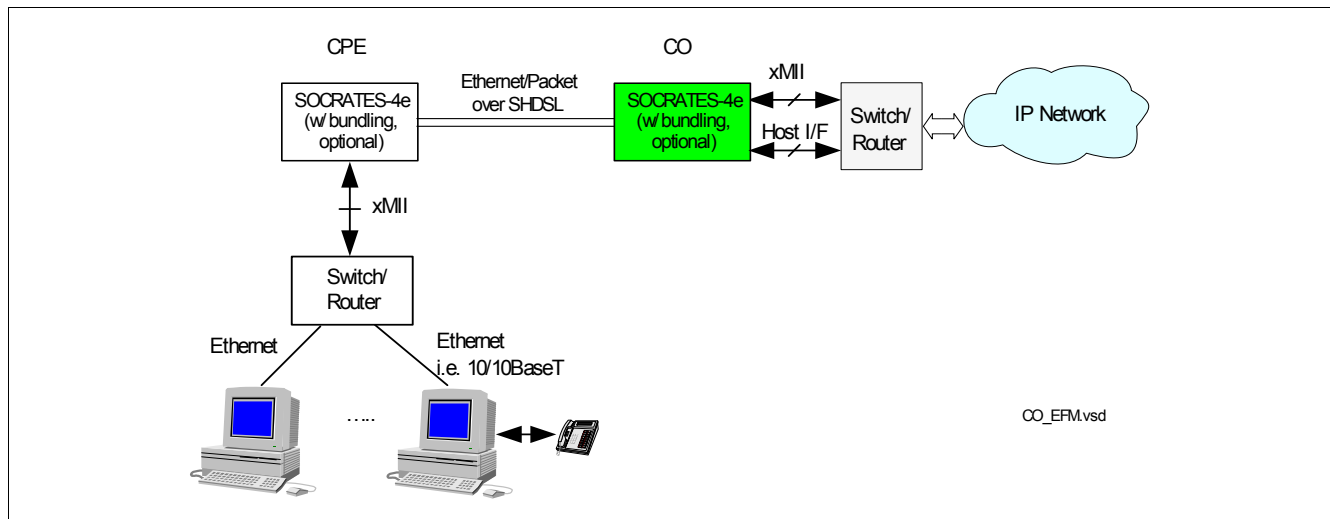 CPE
CO
Ethernet/Packet
over SHDSL
xMII
SOCRATES-4e
(w/ bundling,
optional)
SOCRATES-4e
(w/ bundling,
optional)
Host I/F
Switch/
Router
IP Network
xMII
Switch/
Router
Ethernet
Ethernet
i.e. 10/10BaseT
.....
CO_EFM.vsd